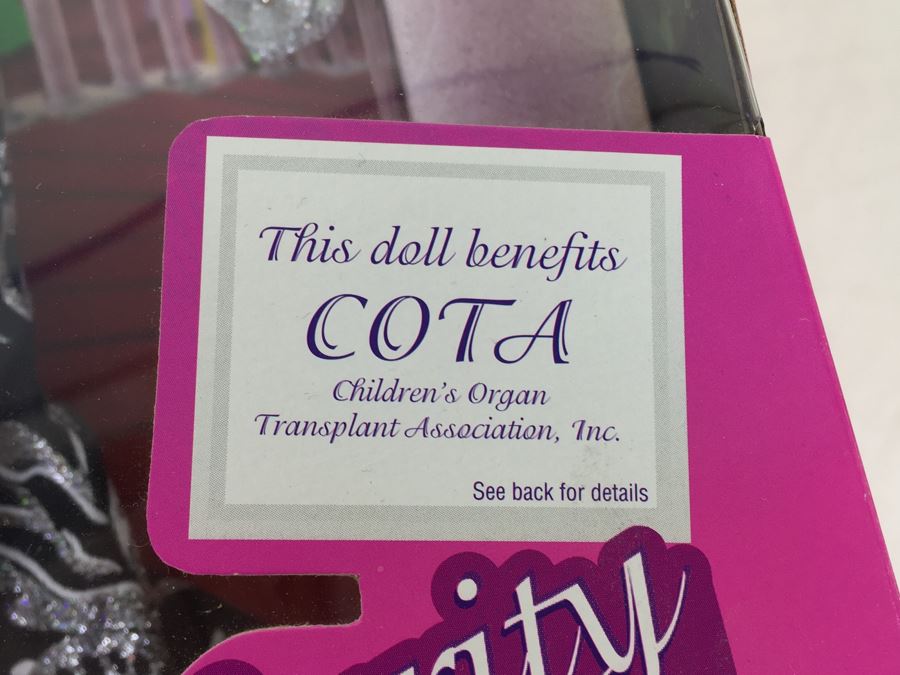 This doll benefits
COTA
Children's Organ
Transplant Association, Inc.
See back for details